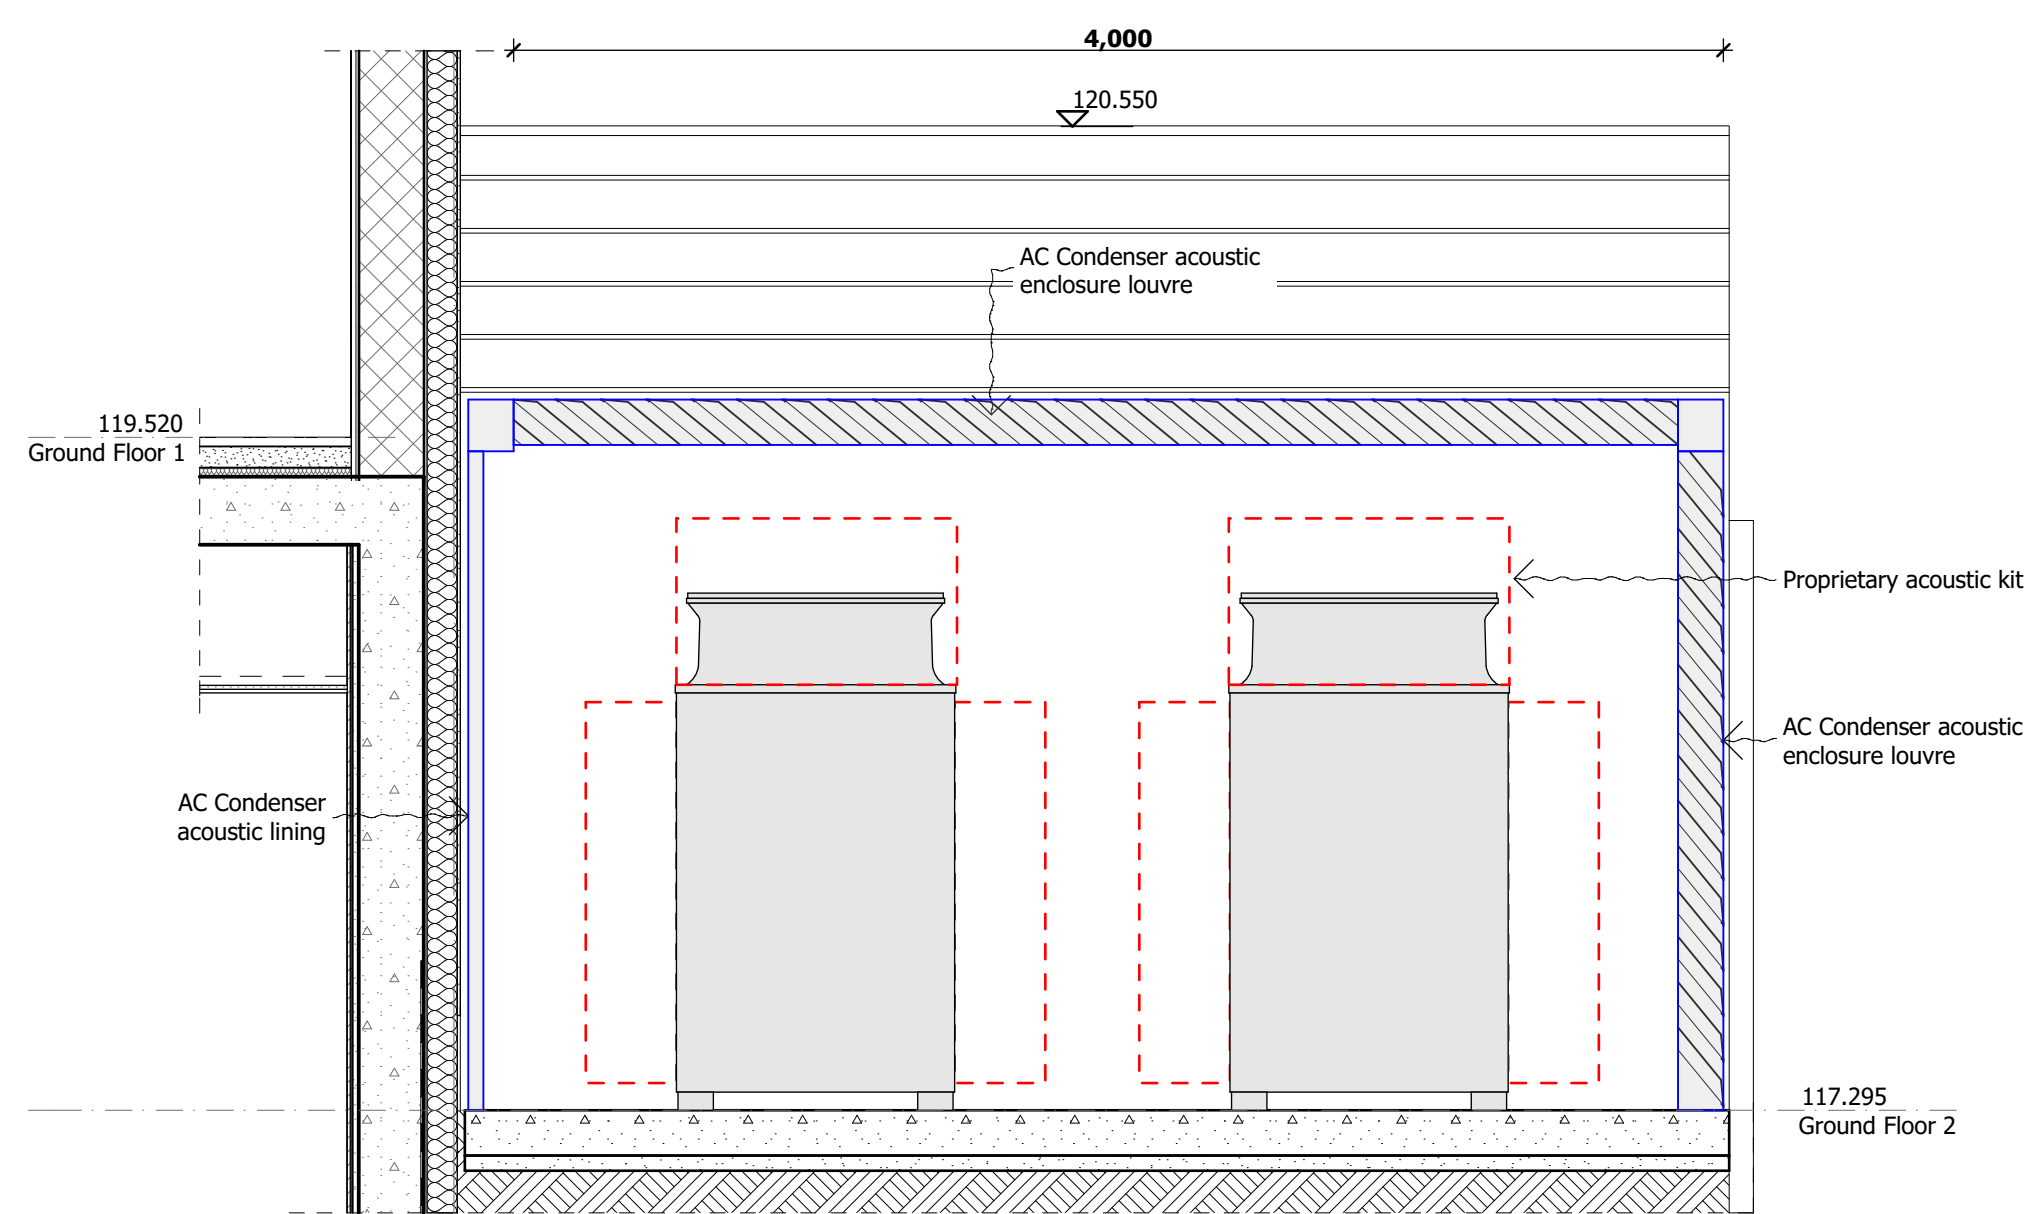 4,000
120.550
AC Condenser acoustic
enclosure louvre
119.520
Ground Floor 1
Proprietary acoustic kit
AC Condenser acoustic
enclosure louvre
AC Condenser
acoustic lining
117.295
Ground Floor 2